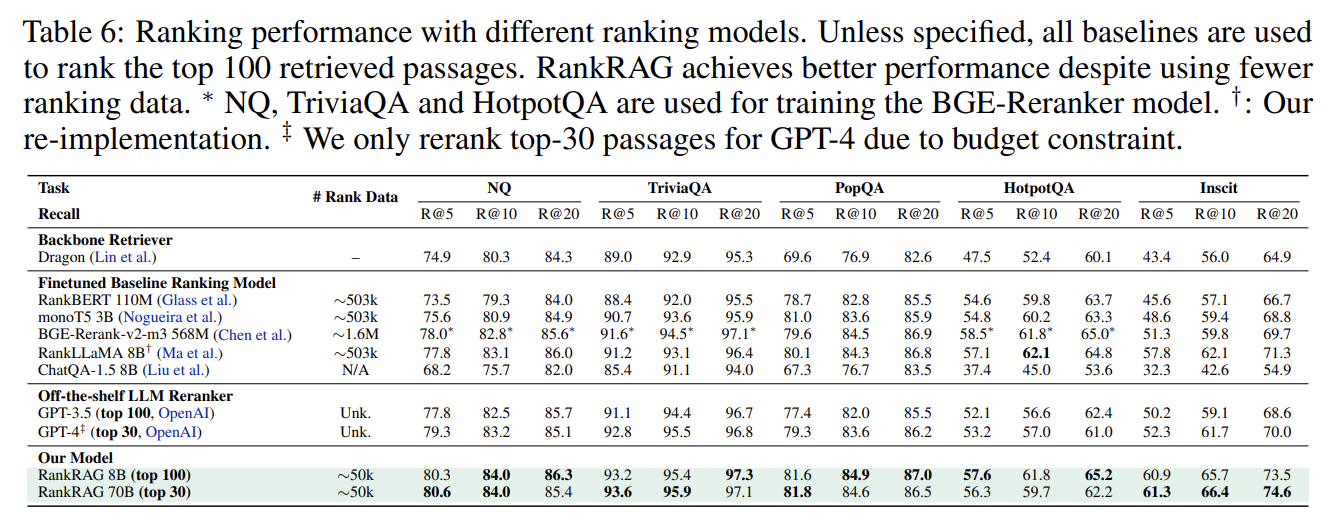 Table 6: Ranking performance with different ranking models. Unless specified, all baselines are used
to rank the top 100 retrieved passages. RankRAG achieves better performance despite using fewer
ranking data. * NQ, TriviaQA and HotpotQA are used for training the BGE-Reranker model. †: Our
re-implementation. ‡ We only rerank top-30 passages for GPT-4 due to budget constraint.
Task # Rank Data NQ TriviaQA PopQA HotpotQA Inscit
Recall R@5 R@10 R@20 R@5 R@10 R@20 R@5 R@10 R@20 R@5 R@10 R@20 R@5 R@10 R@20
Backbone Retriever
Dragon (Lin et al.) – 74.9 80.3 84.3 89.0 92.9 95.3 69.6 76.9 82.6 47.5 52.4 60.1 43.4 56.0 64.9
Finetuned Baseline Ranking Model
RankBERT 110M (Glass et al.) ∼503k 73.5 79.3 84.0 88.4 92.0 95.5 78.7 82.8 85.5 54.6 59.8 63.7 45.6 57.1 66.7
monoT5 3B (Nogueira et al.) ∼503k 75.6 80.9 84.9 90.7 93.6 95.9 81.0 83.6 85.9 54.8 60.2 63.3 48.6 59.4 68.8
BGE-Rerank-v2-m3 568M (Chen et al.) ∼1.6M 78.0* 82.8* 85.6* 91.6* 94.5* 97.1* 79.6 84.5 86.9 58.5* 61.8* 65.0* 51.3 59.8 69.7
RankLLaMA 8B† (Ma et al.) ∼503k 77.8 83.1 86.0 91.2 93.1 96.4 80.1 84.3 86.8 57.1 62.1 64.8 57.8 62.1 71.3
ChatQA-1.5 8B (Liu et al.) N/A 68.2 75.7 82.0 85.4 91.1 94.0 67.3 76.7 83.5 37.4 45.0 53.6 32.3 42.6 54.9
Off-the-shelf LLM Reranker
GPT-3.5 (top 100, OpenAI) Unk. 77.8 82.5 85.7 91.1 94.4 96.7 77.4 82.0 85.5 52.1 56.6 62.4 50.2 59.1 68.6
GPT-4‡ (top 30, OpenAI) Unk. 79.3 83.2 85.1 92.8 95.5 96.8 79.3 83.6 86.2 53.2 57.0 61.0 52.3 61.7 70.0
Our Model
RankRAG 8B (top 100) ∼50k 80.3 84.0 86.3 93.2 95.4 97.3 81.6 84.9 87.0 57.6 61.8 65.2 60.9 65.7 73.5
RankRAG 70B (top 30) ∼50k 80.6 84.0 85.4 93.6 95.9 97.1 81.8 84.6 86.5 56.3 59.7 62.2 61.3 66.4 74.6